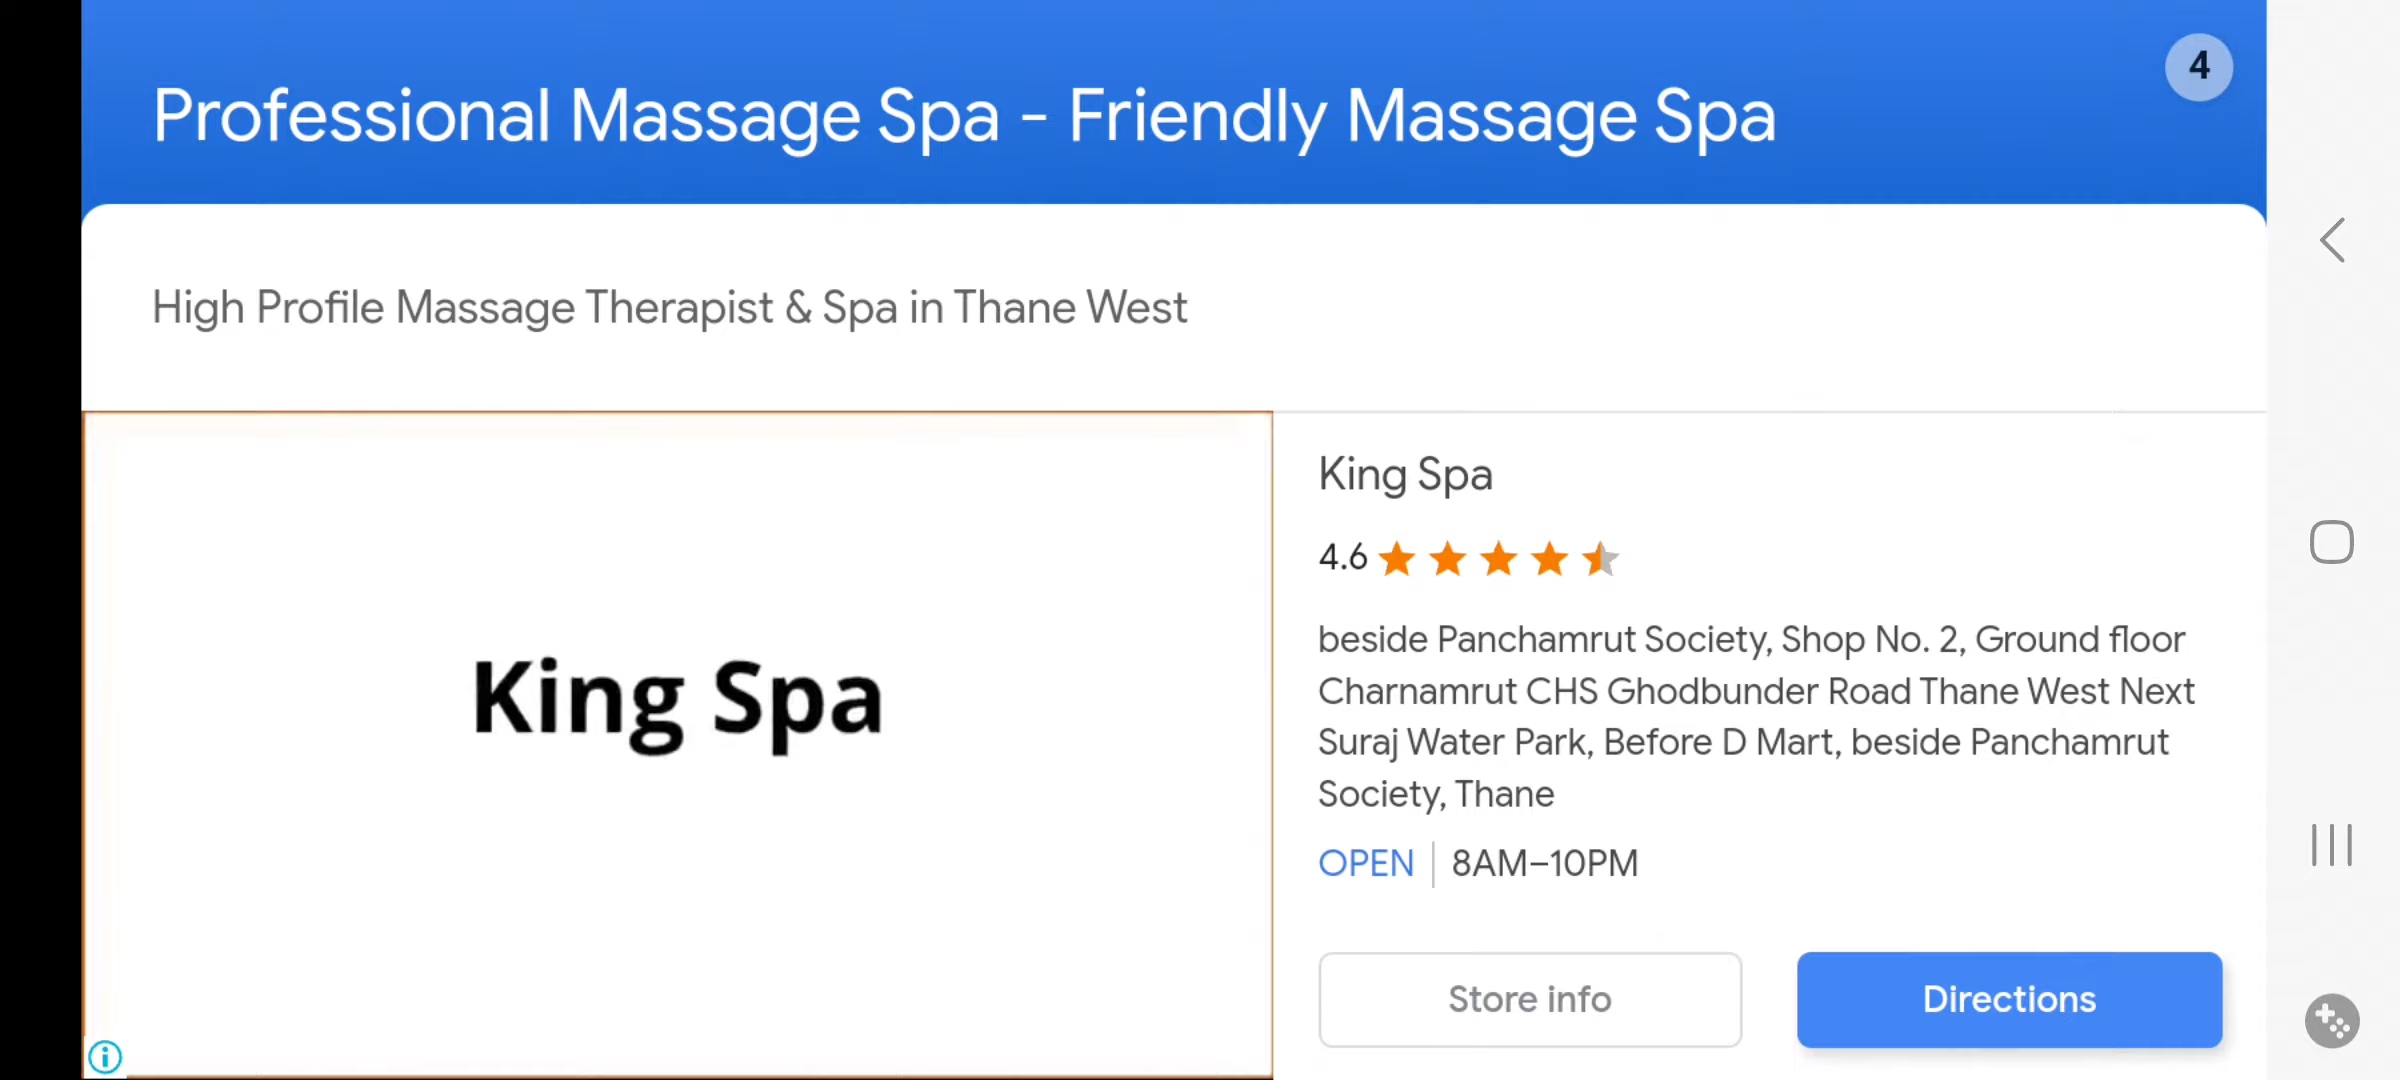 4
Professional Massage Spa - Friendly Massage Spa
High Profile Massage Therapist & Spa in Thane West
King Spa
King Spa
4.6
beside Panchamrut Society, Shop No. 2, Ground floor
Charnamrut CHS Ghodbunder Road Thane West Next
Suraj Water Park, Before D Mart, beside Panchamrut
Society, Thane
OPEN 8AM–10PM
Store info
Directions